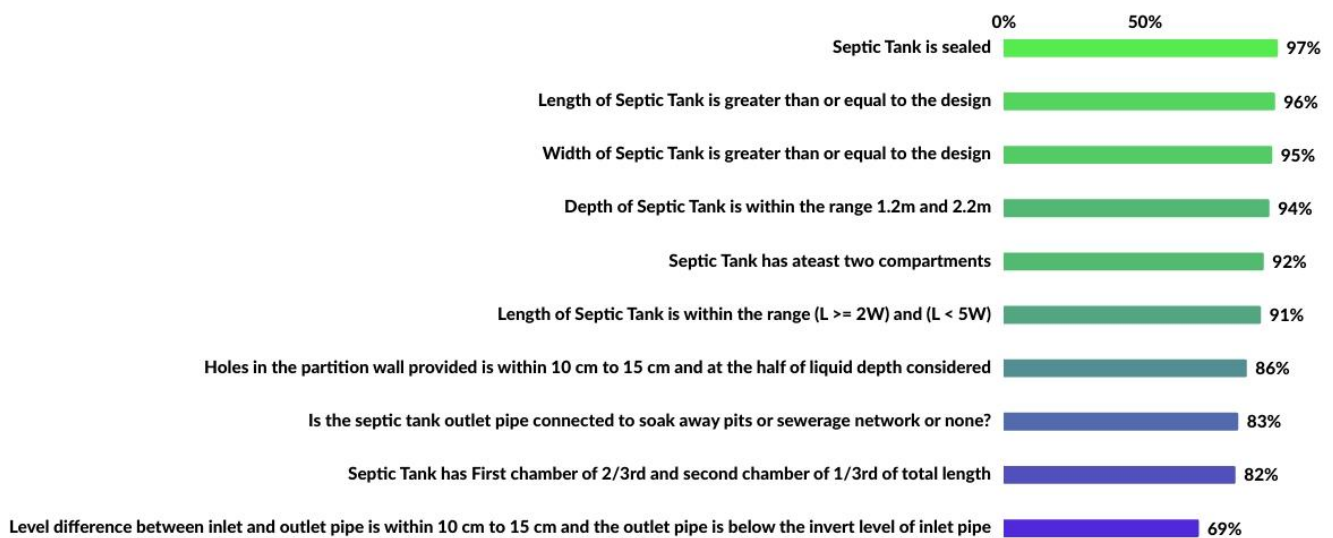 0% 50%
Septic Tank is sealed 97%
Length of Septic Tank is greater than or equal to the design 96%
Width of Septic Tank is greater than or equal to the design 95%
Depth of Septic Tank is within the range 1.2m and 2.2m 94%
Septic Tank has ateast two compartments 92%
Length of Septic Tank is within the range (L >= 2W) and (L < 5W) 91%
Holes in the partition wall provided is within 10 cm to 15 cm and at the half of liquid depth considered 86%
Is the septic tank outlet pipe connected to soak away pits or sewerage network or none? 83%
Septic Tank has First chamber of 2/3rd and second chamber of 1/3rd of total length 82%
Level difference between inlet and outlet pipe is within 10 cm to 15 cm and the outlet pipe is below the invert level of inlet pipe 69%